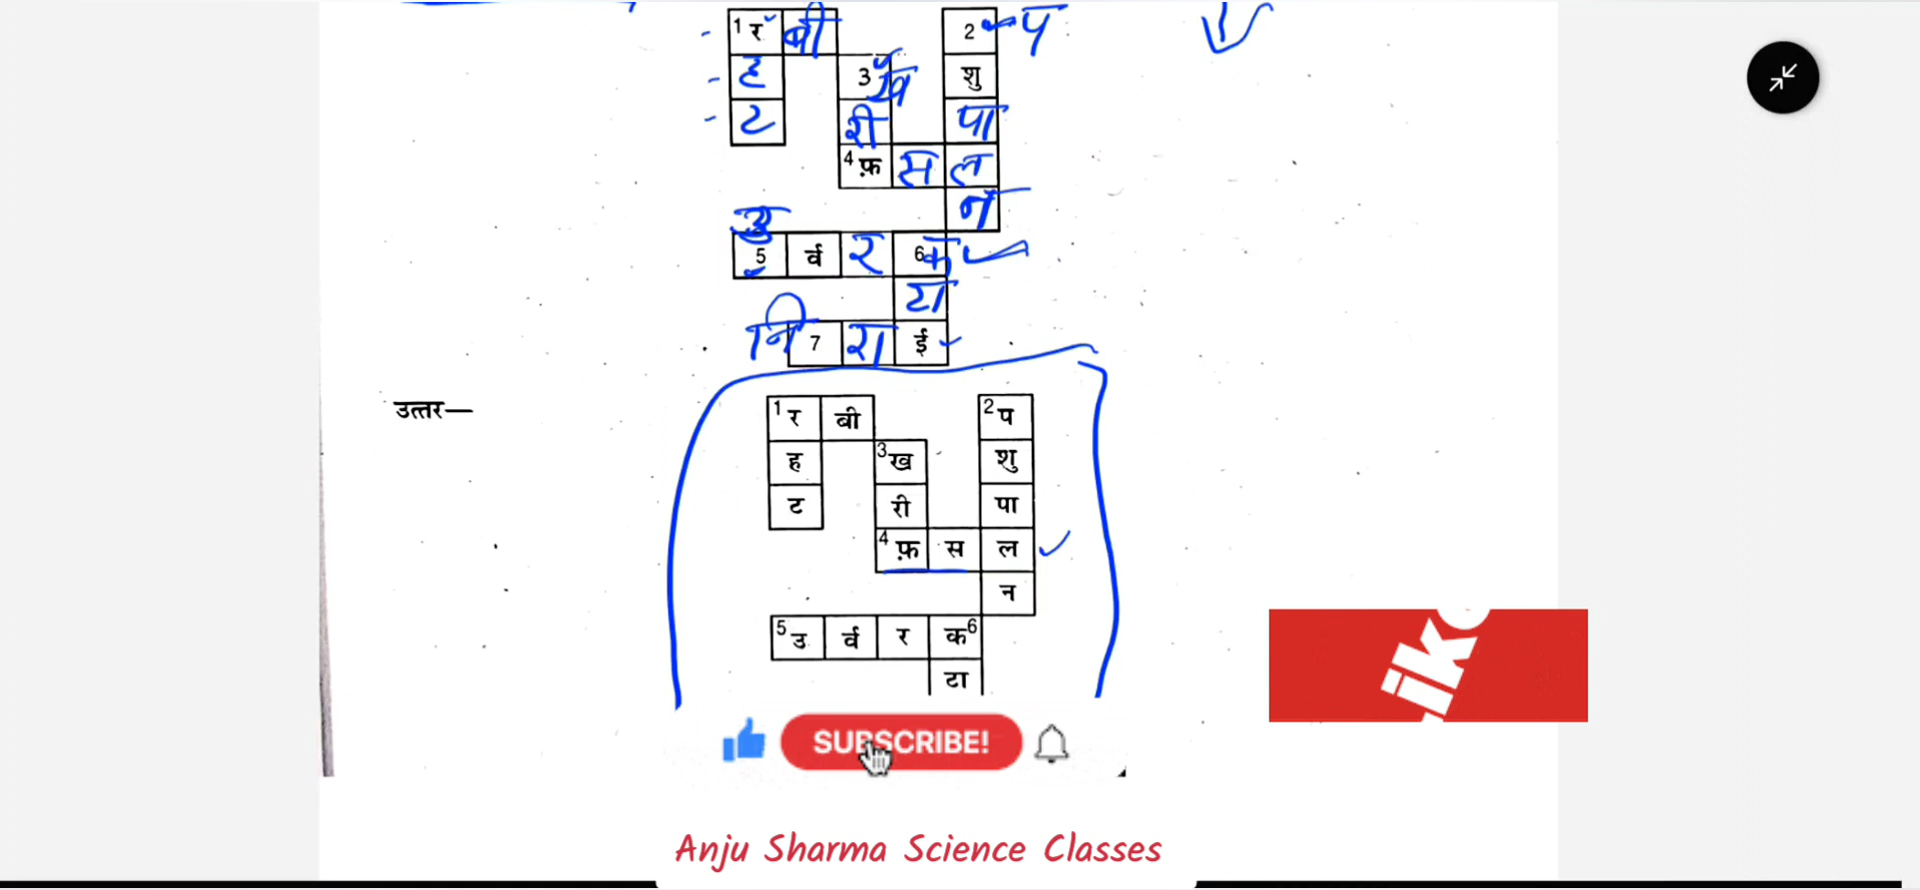 1 र बी 2 प
ह 3 ख शु
ट री पा
4 फ़ स ल
न
उ
5 र्व र 6 क
टा
नि 7 रा ई
उत्तर—
1 र बी 2 प
ह 3 ख शु
ट री पा
4 फ़ स ल
न
5 उ र्व र क 6
टा
ik
SUBSCRIBE!
Anju Sharma Science Classes